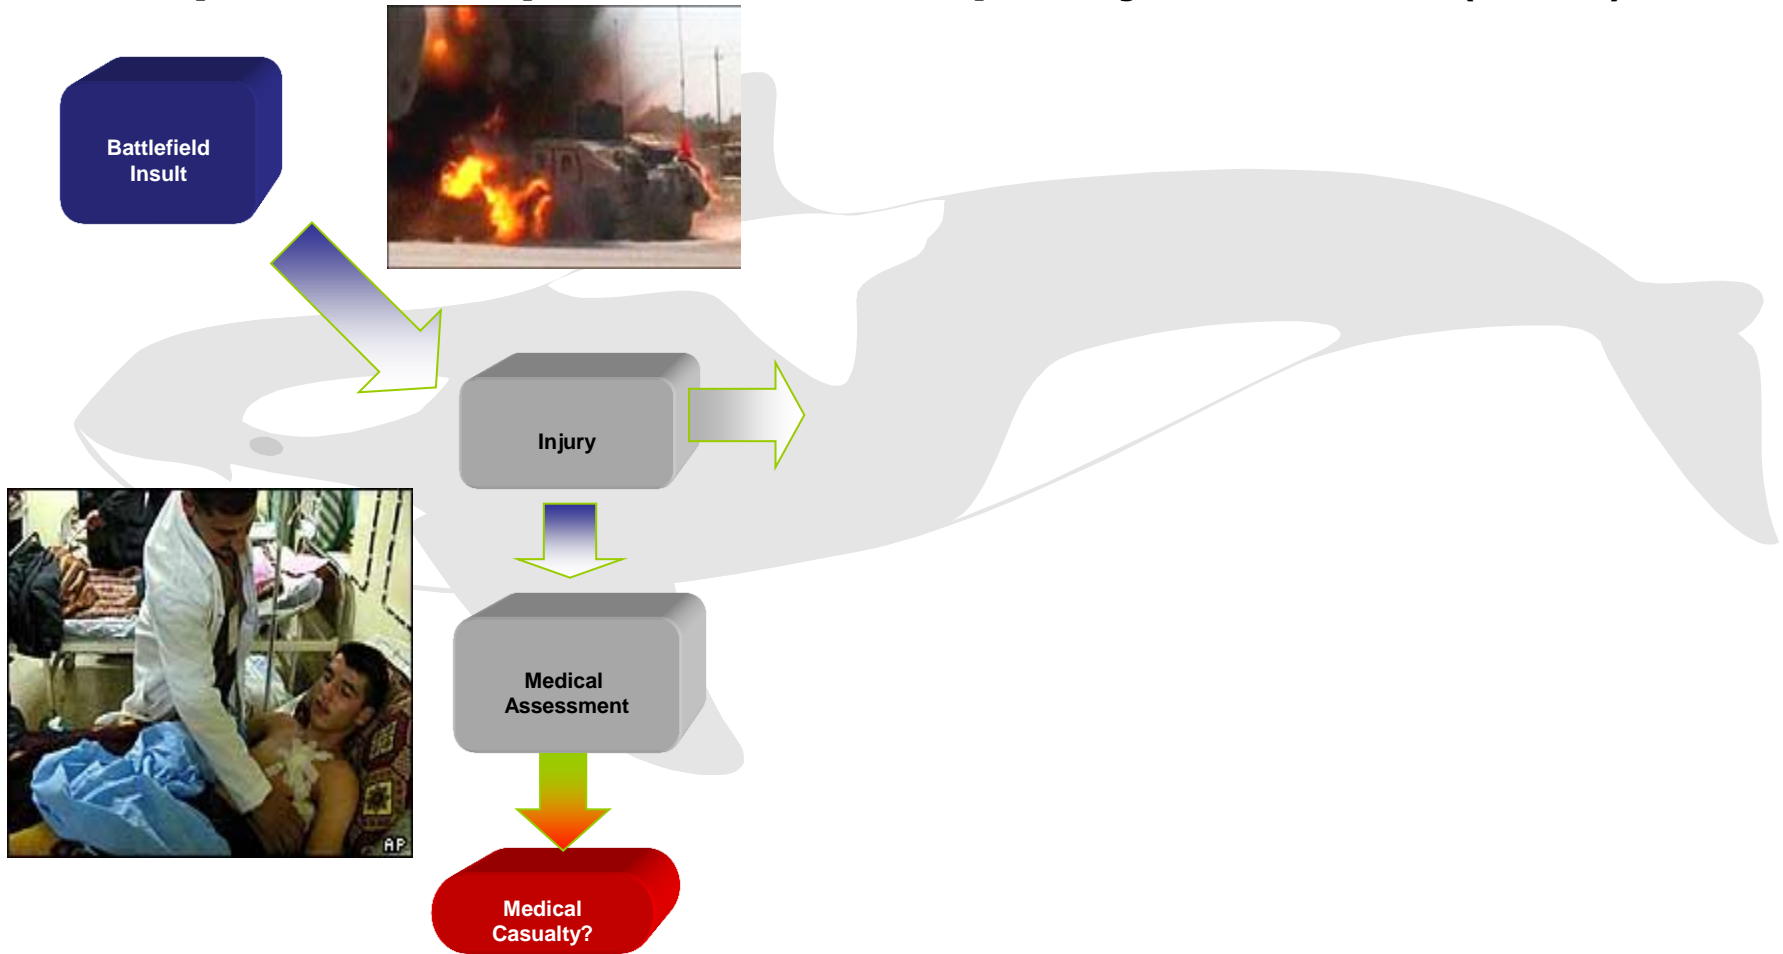 Battlefield
Insult
Injury
Medical
Assessment
AP
Medical
Casualty?